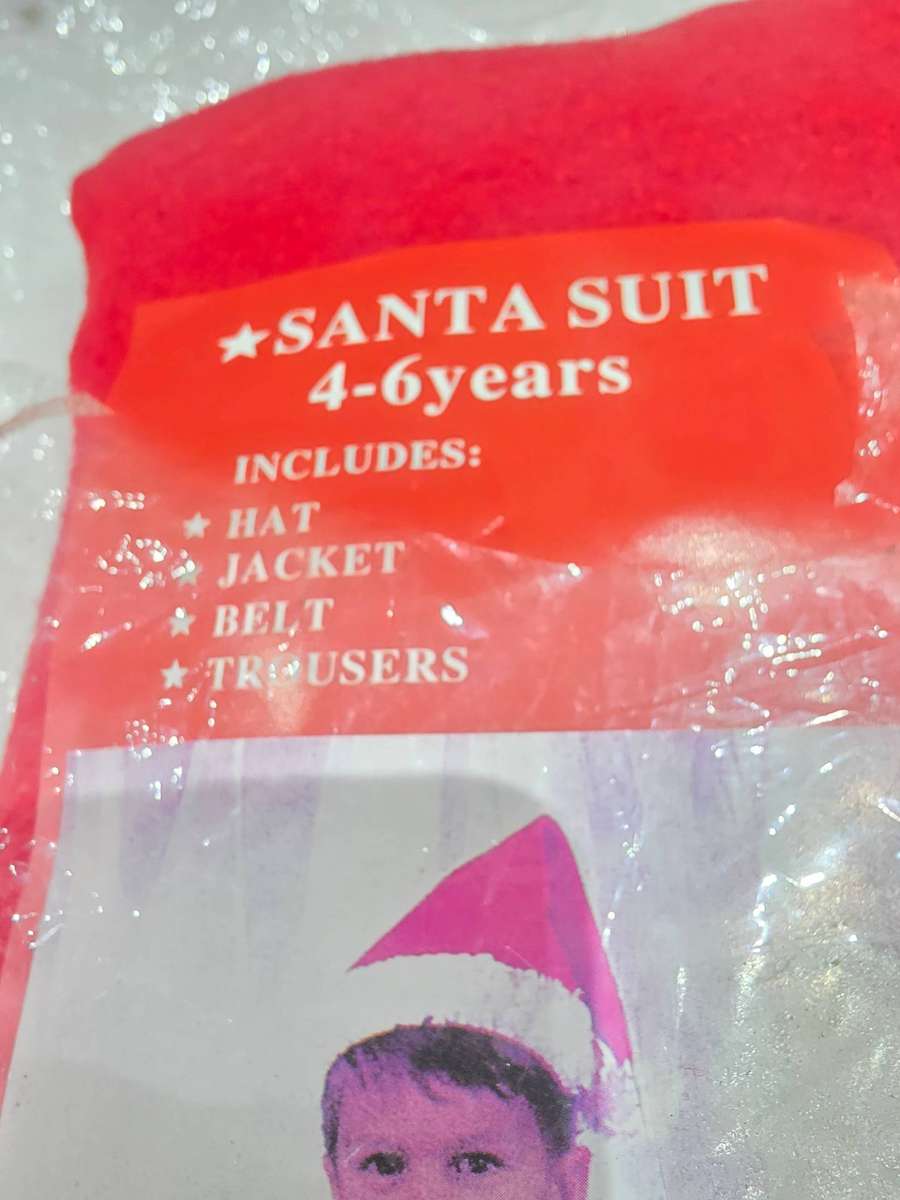 ★SANTA SUIT
4-6years
INCLUDES:
★ HAT
★ JACKET
★ BELT
★ TROUSERS